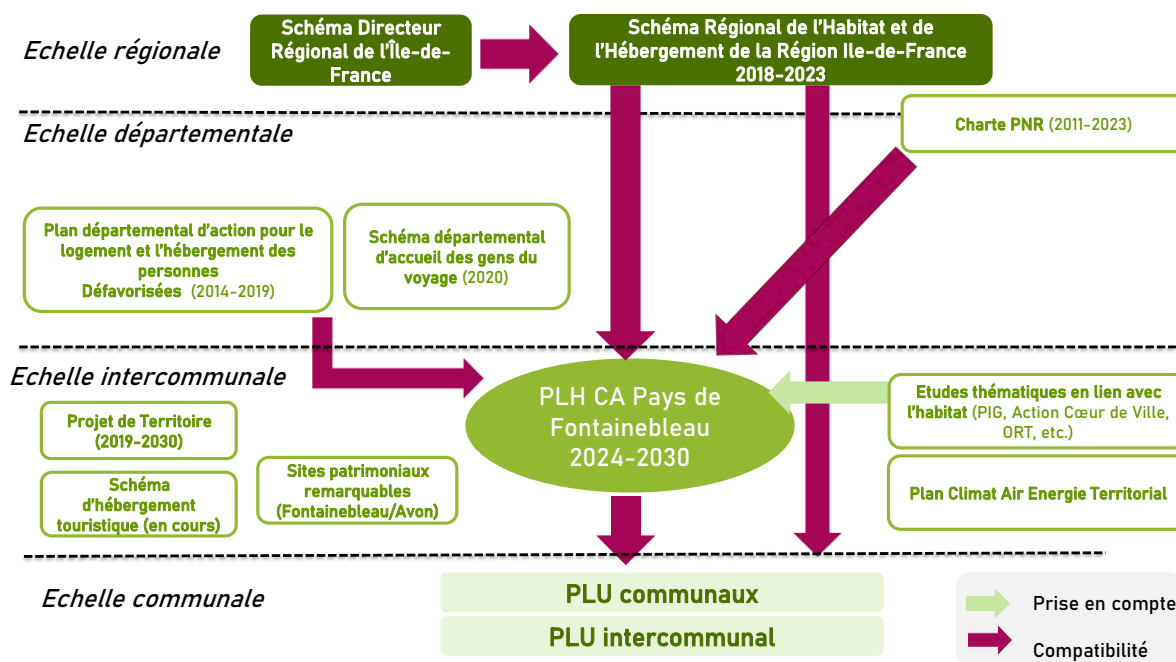 Echelle régionale
Schéma Directeur
Régional de l'Île-de-
France
Schéma Régional de l'Habitat et de
l'Hébergement de la Région Ile-de-France
2018-2023
Echelle départementale
Charte PNR (2011-2023)
Plan départemental d'action pour le
logement et l'hébergement des
personnes
Défavorisées (2014-2019)
Schéma départemental
d'accueil des gens du
voyage (2020)
Echelle intercommunale
PLH CA Pays de
Fontainebleau
2024-2030
Projet de Territoire
(2019-2030)
Schéma
d'hébergement
touristique (en cours)
Sites patrimoniaux
remarquables
(Fontainebleau/Avon)
Etudes thématiques en lien avec
l'habitat (PIG, Action Cœur de Ville,
ORT, etc.)
Plan Climat Air Energie Territorial
Echelle communale
PLU communaux
PLU intercommunal
Prise en compte
Compatibilité